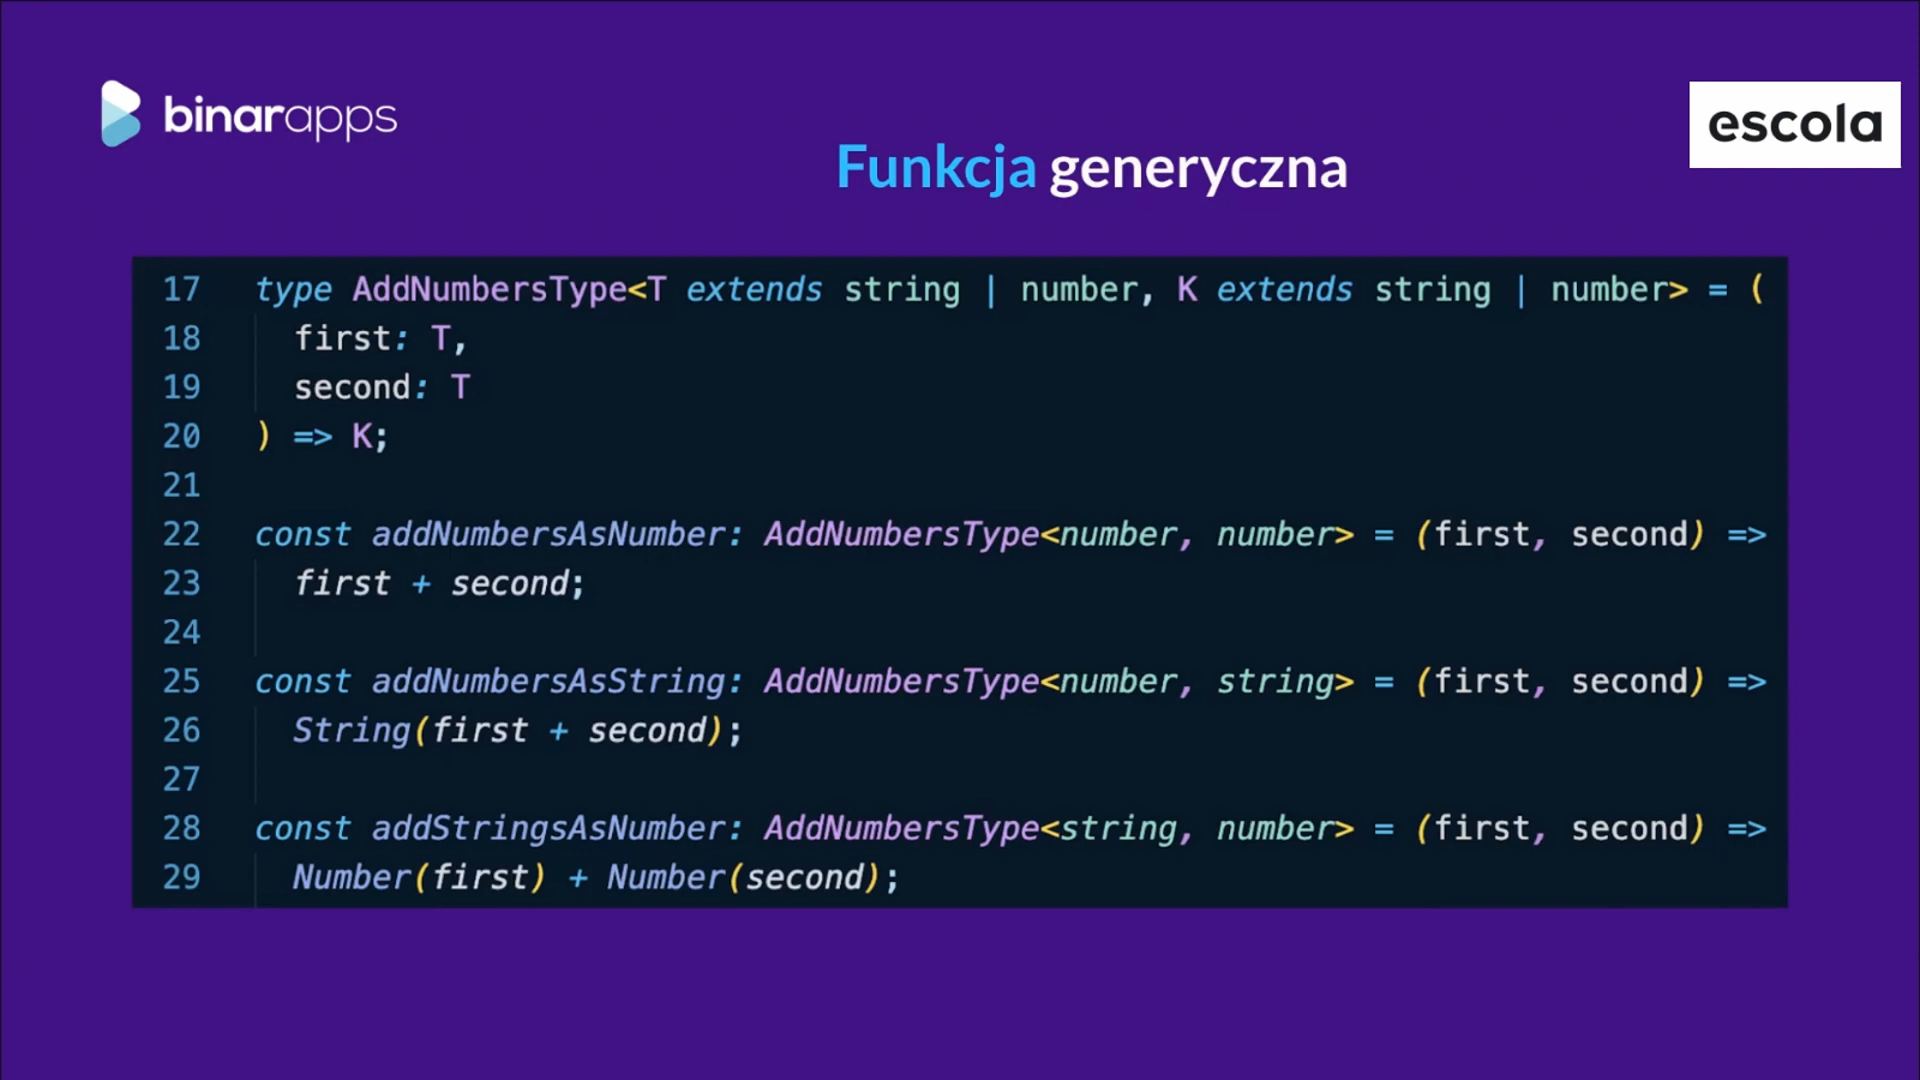 binarapps
escola
Funkcja generyczna
17 type AddNumbersType<T extends string | number, K extends string | number> = (
18 first: T,
19 second: T
20 ) => K;
21
22 const addNumbersAsNumber: AddNumbersType<number, number> = (first, second) =>
23 first + second;
24
25 const addNumbersAsString: AddNumbersType<number, string> = (first, second) =>
26 String(first + second);
27
28 const addStringsAsNumber: AddNumbersType<string, number> = (first, second) =>
29 Number(first) + Number(second);